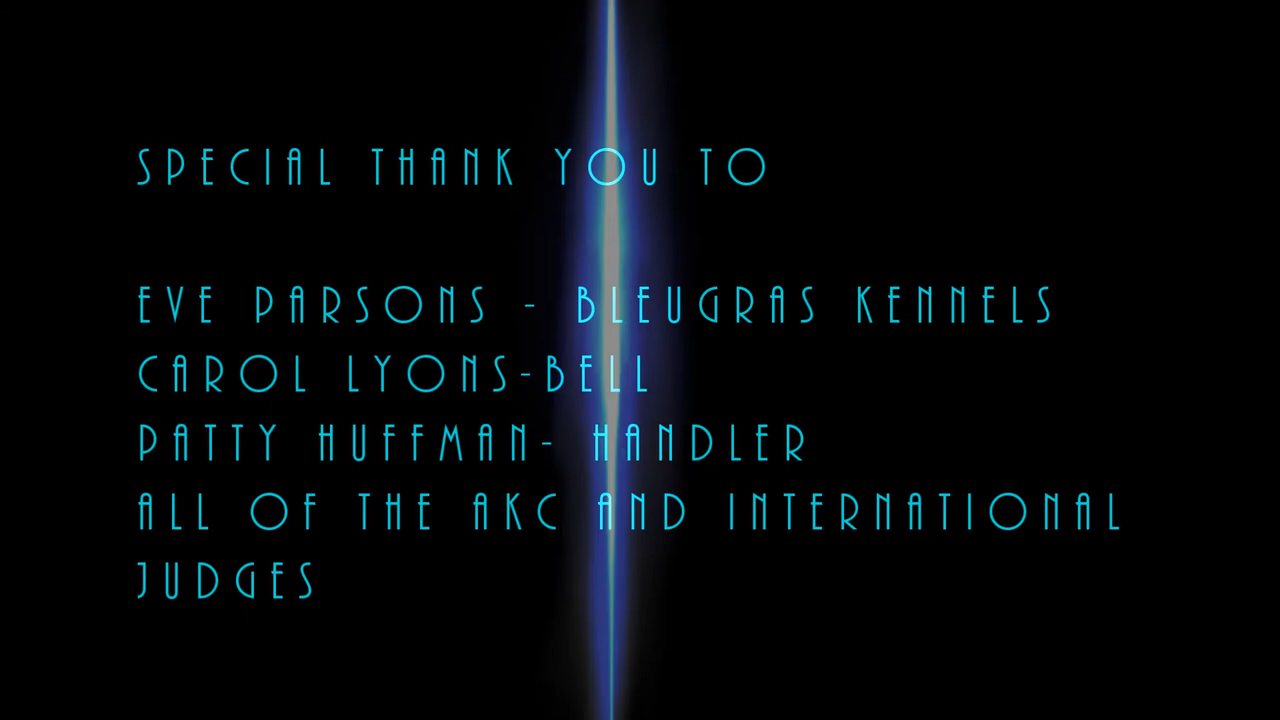 SPECIAL THANK YOU TO
EVE PARSONS - BLEUGRAS KENNELS
CAROL LYONS-BELL
PATTY HUFFMAN- HANDLER
ALL OF THE AKC AND INTERNATIONAL
JUDGES